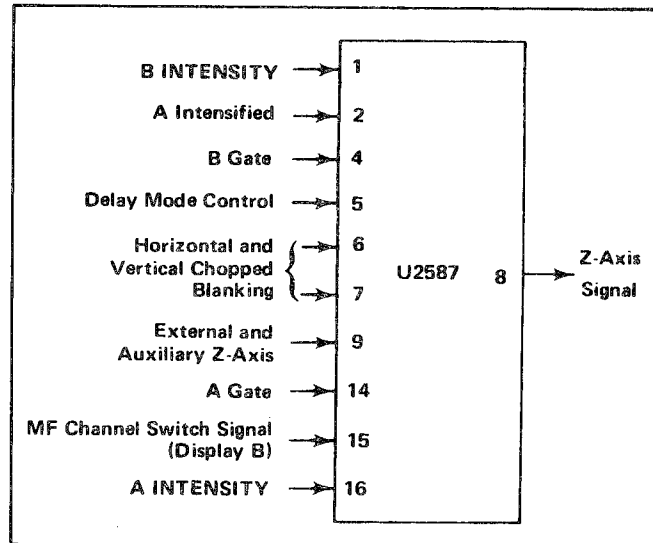 B INTENSITY 1
A Intensified 2
B Gate 4
Delay Mode Control 5
Horizontal and 6
Vertical Chopped
Blanking 7
U2587 8
Z-Axis
Signal
External and
Auxiliary Z-Axis 9
A Gate 14
MF Channel Switch Signal 15
(Display B)
A INTENSITY 16